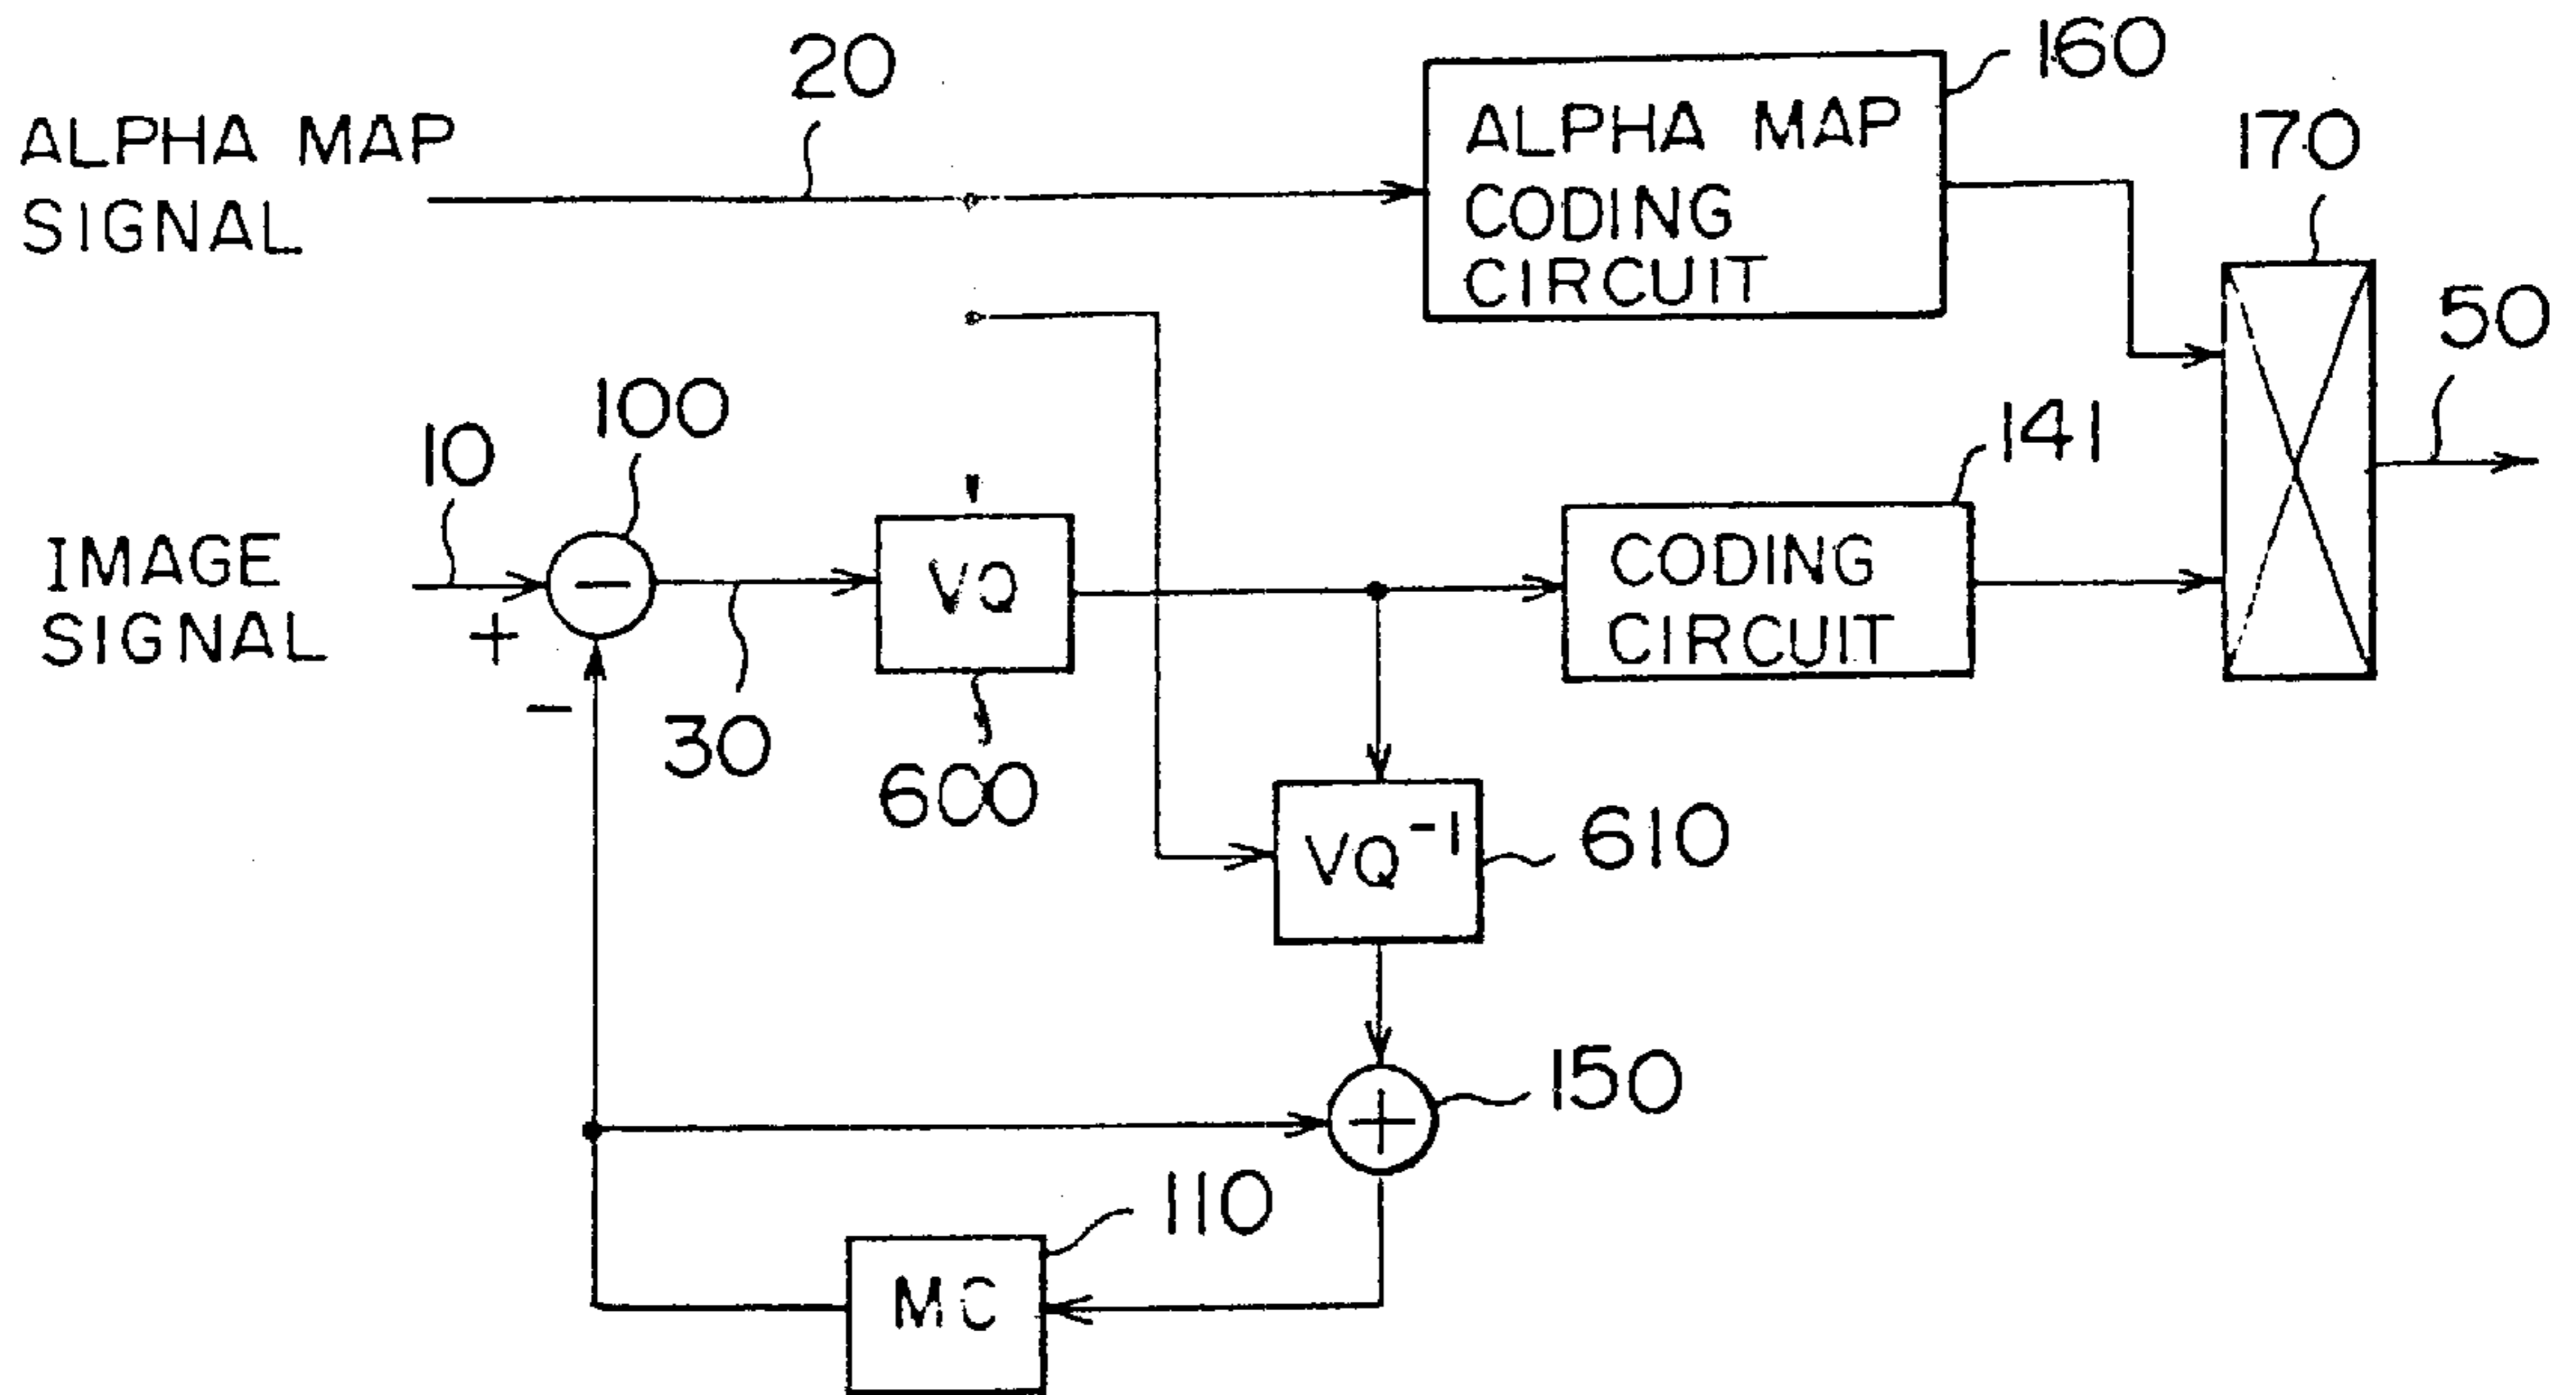 20
160
ALPHA MAP
SIGNAL
ALPHA MAP
CODING
CIRCUIT
170
50
10
100
141
IMAGE
SIGNAL
+
−
−
VQ
CODING
CIRCUIT
30
600
VQ⁻¹
610
+
150
110
MC